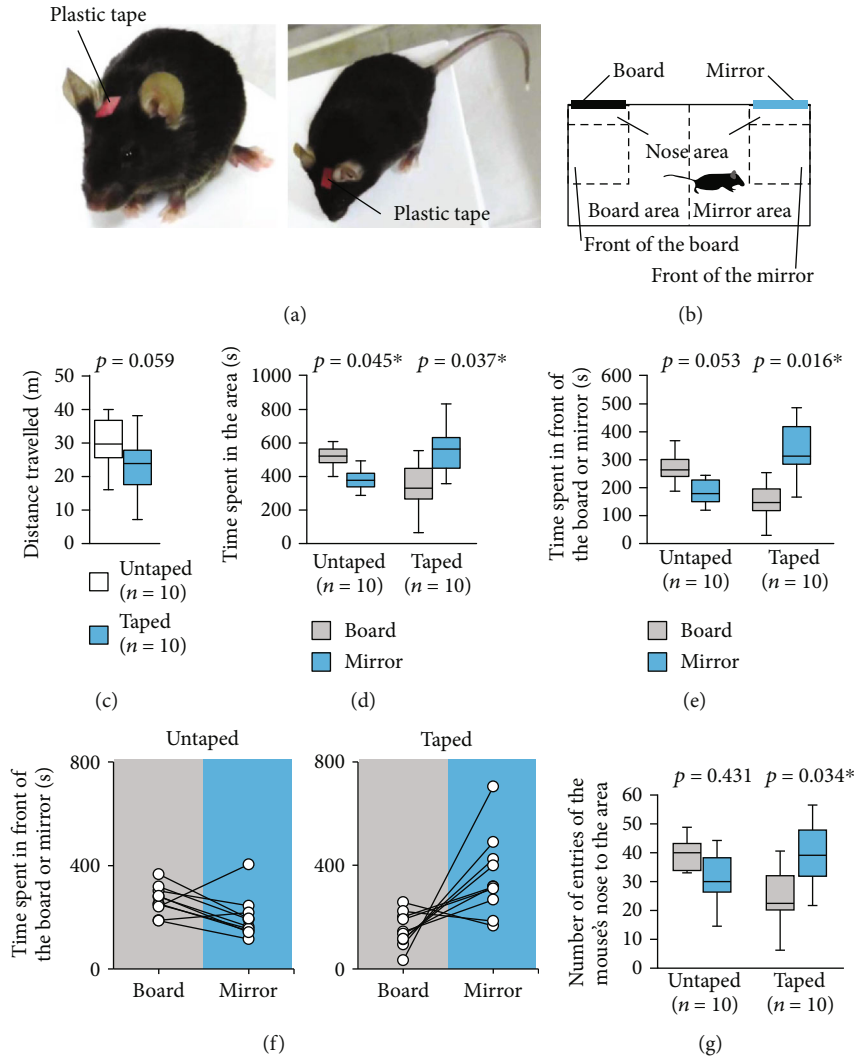 Plastic tape
Plastic tape
(a)
Board
Mirror
Nose area
Board area
Mirror area
Front of the board
Front of the mirror
(b)
p = 0.059
Distance travelled (m)
50
40
30
20
10
0
Untaped
(n = 10)
Taped
(n = 10)
(c)
p = 0.045*
p = 0.037*
Time spent in the area (s)
1000
800
600
400
200
0
Untaped
(n = 10)
Taped
(n = 10)
Board
Mirror
(d)
p = 0.053
p = 0.016*
Time spent in front of
the board or mirror (s)
600
500
400
300
200
100
0
Untaped
(n = 10)
Taped
(n = 10)
Board
Mirror
(e)
Untaped
Taped
Time spent in front of
the board or mirror (s)
800
400
0
Board
Mirror
800
400
0
Board
Mirror
(f)
p = 0.431
p = 0.034*
Number of entries of the
mouse's nose to the area
60
50
40
30
20
10
0
Untaped
(n = 10)
Taped
(n = 10)
(g)